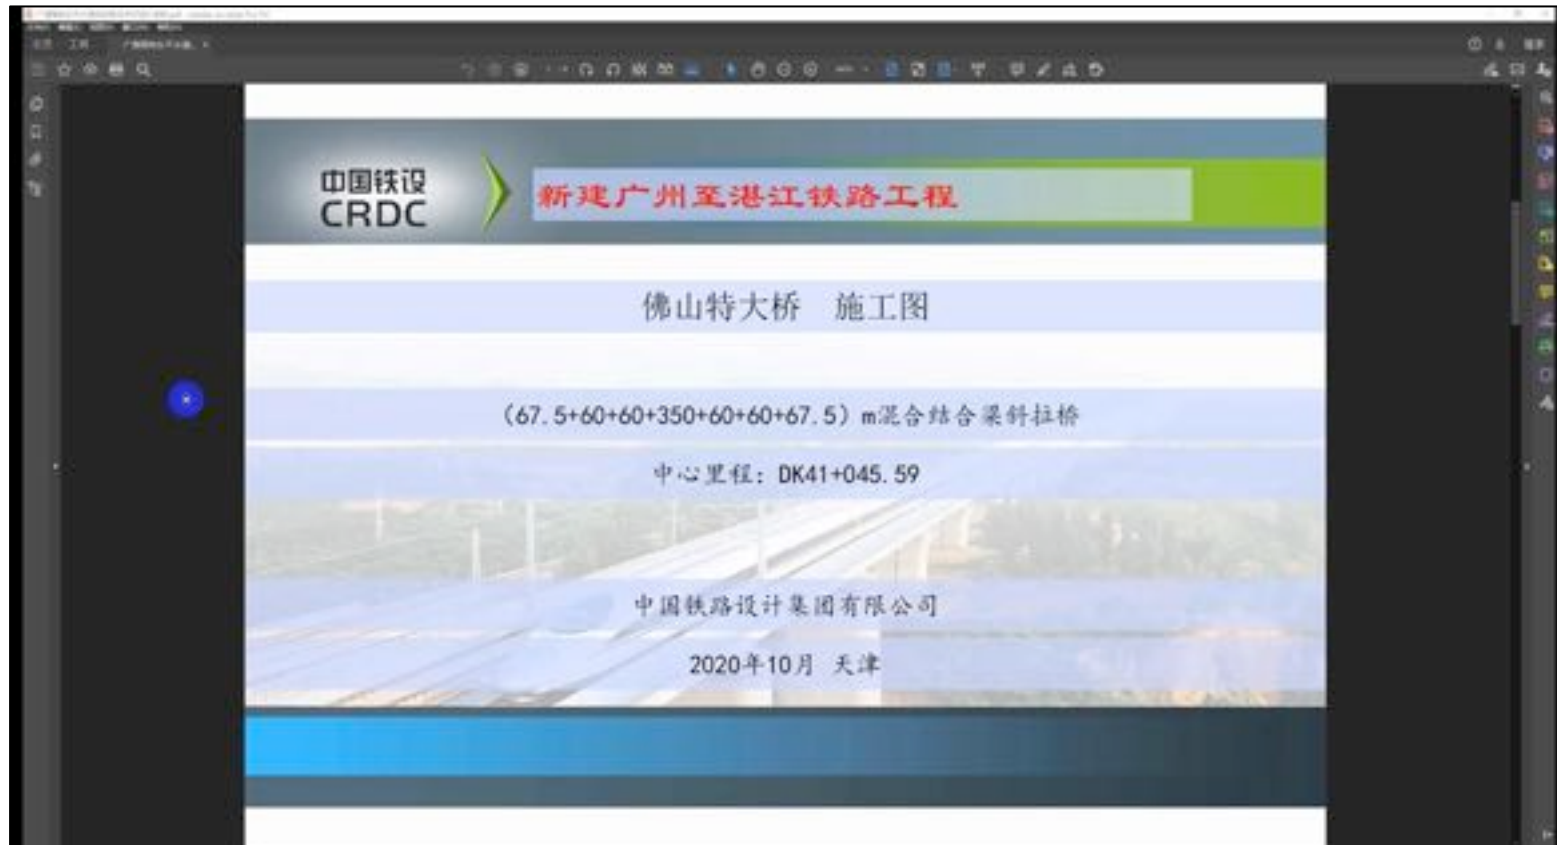 中国铁设
CRDC
新建广州至湛江铁路工程
佛山特大桥 施工图
（67.5+60+60+350+60+60+67.5）m混合结合梁斜拉桥
中心里程：DK41+045.59
中国铁路设计集团有限公司
2020年10月 天津